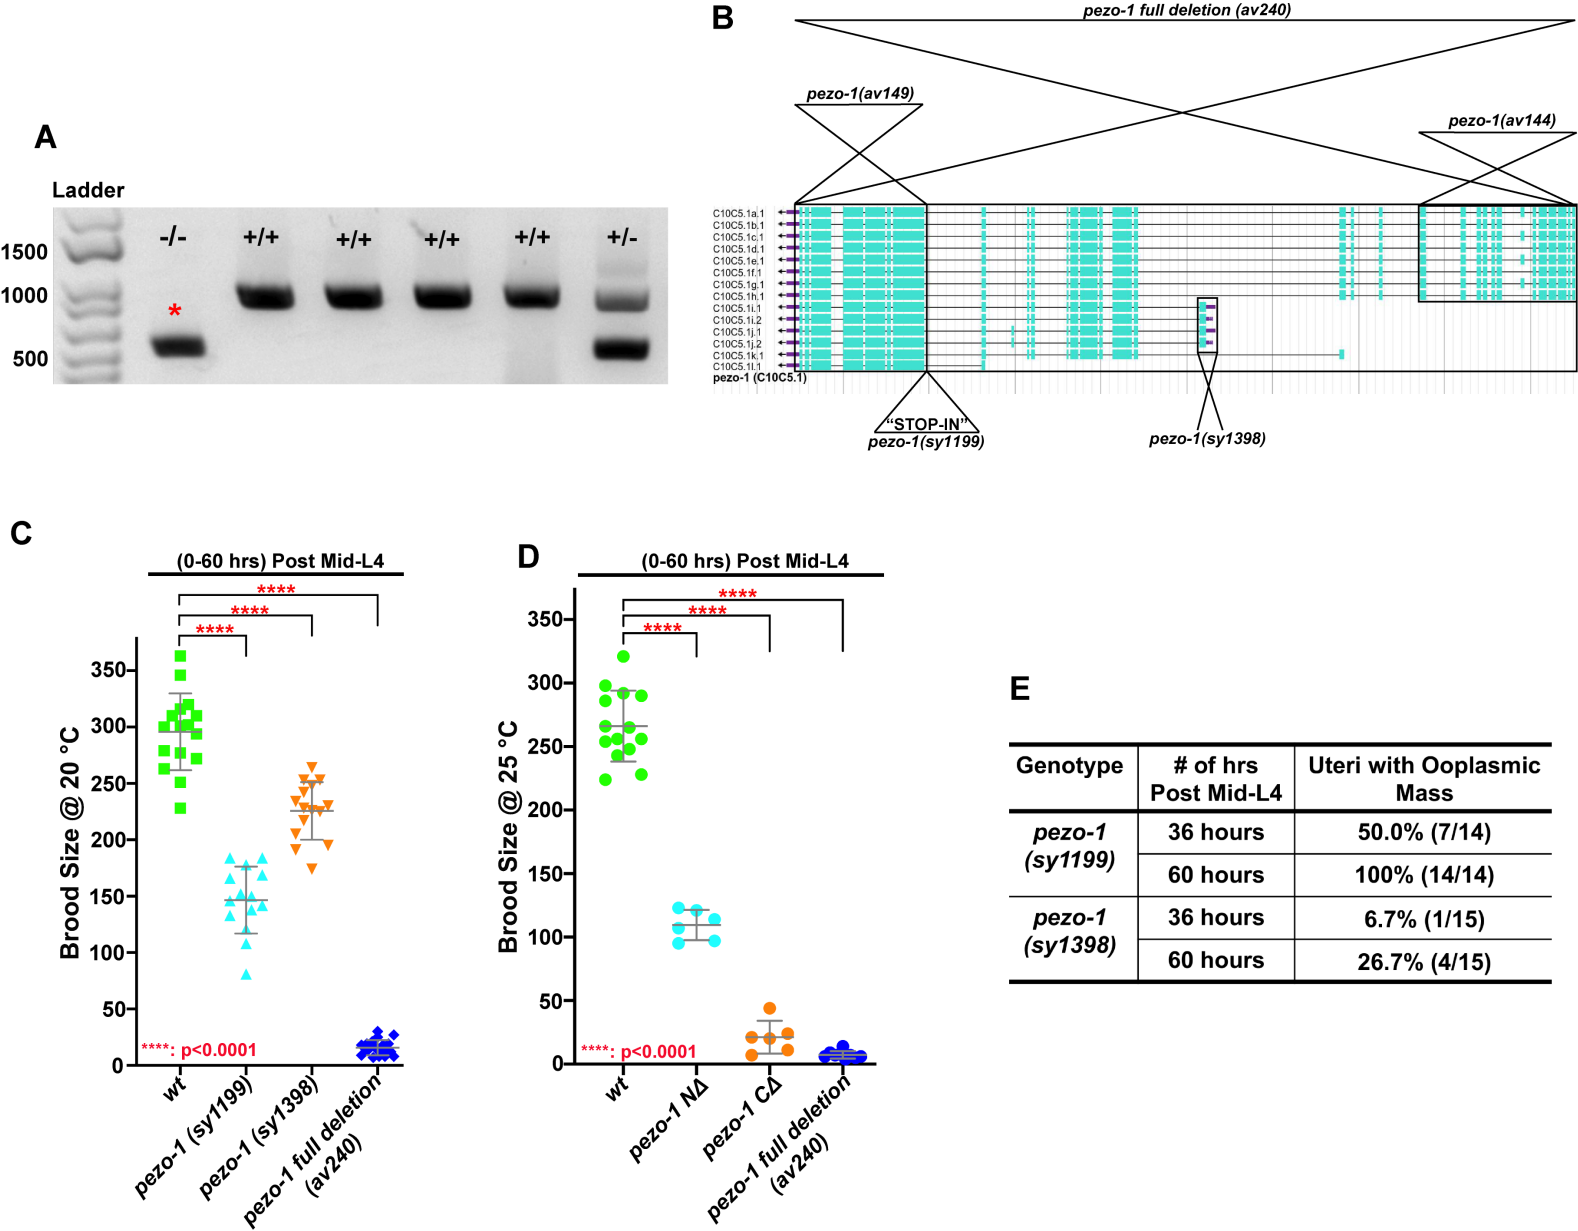 A
Ladder
-/-
+/+
+/+
+/+
+/+
+/-
1500
1000
500
*
B
pezo-1 full deletion (av240)
pezo-1(av149)
pezo-1(av144)
C10C5.1a.1
C10C5.1b.1
C10C5.1c.1
C10C5.1d.1
C10C5.1e.1
C10C5.1f.1
C10C5.1g.1
C10C5.1h.1
C10C5.1i.1
C10C5.1i.2
C10C5.1j.1
C10C5.1j.2
C10C5.1k.1
C10C5.1l.1
pezo-1 (C10C5.1)
“STOP-IN”
pezo-1(sy1199)
pezo-1(sy1398)
C
(0-60 hrs) Post Mid-L4
****
****
****
Brood Size @ 20 °C
350
300
250
200
150
100
50
0
****: p<0.0001
wt
pezo-1 (sy1199)
pezo-1 (sy1398)
pezo-1 full deletion
(av240)
D
(0-60 hrs) Post Mid-L4
****
****
****
Brood Size @ 25 °C
350
300
250
200
150
100
50
0
****: p<0.0001
wt
pezo-1 NΔ
pezo-1 CΔ
pezo-1 full deletion
(av240)
E
Genotype
# of hrs
Post Mid-L4
Uteri with Ooplasmic
Mass
pezo-1
(sy1199)
36 hours
50.0% (7/14)
60 hours
100% (14/14)
pezo-1
(sy1398)
36 hours
6.7% (1/15)
60 hours
26.7% (4/15)